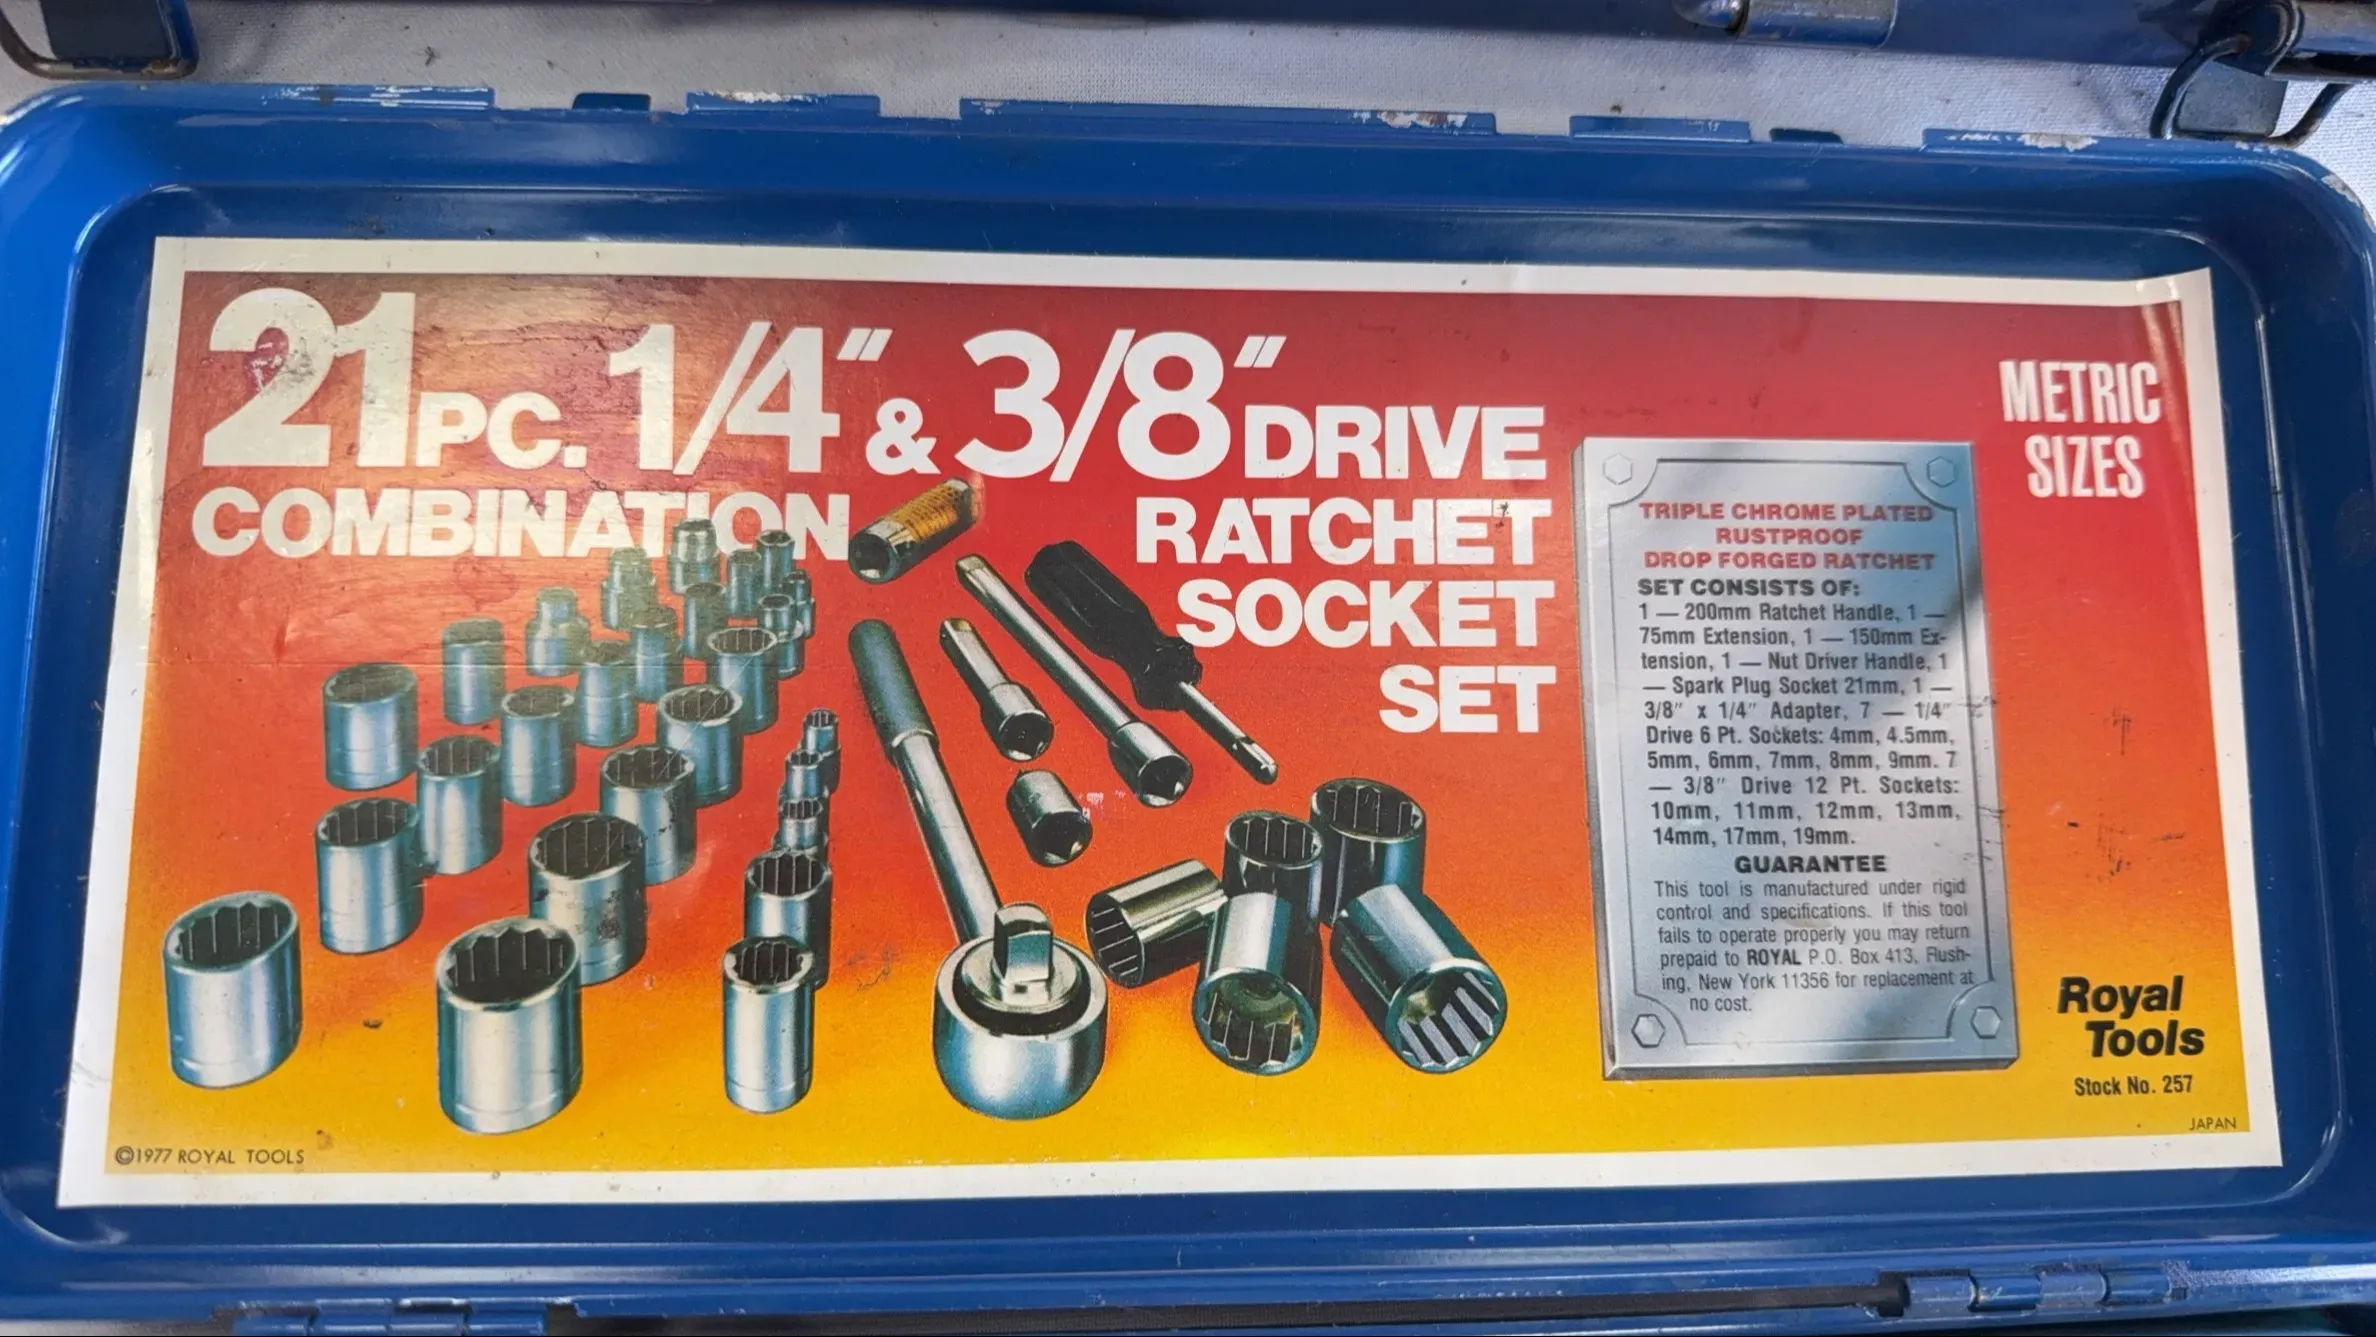 21 PC. 1/4" & 3/8" DRIVE
COMBINATION RATCHET
SOCKET
SET
METRIC
SIZES
TRIPLE CHROME PLATED
RUSTPROOF
DROP FORGED RATCHET
SET CONSISTS OF:
1 — 200mm Ratchet Handle, 1 —
75mm Extension, 1 — 150mm Ex-
tension, 1 — Nut Driver Handle, 1
— Spark Plug Socket 21mm, 1 —
3/8" x 1/4" Adapter, 7 — 1/4"
Drive 6 Pt. Sockets: 4mm, 4.5mm,
5mm, 6mm, 7mm, 8mm, 9mm. 7
— 3/8" Drive 12 Pt. Sockets:
10mm, 11mm, 12mm, 13mm,
14mm, 17mm, 19mm.
GUARANTEE
This tool is manufactured under rigid
control and specifications. If this tool
fails to operate properly you may return
prepaid to ROYAL P.O. Box 413, Flush-
ing, New York 11356 for replacement at
no cost.
Royal
Tools
Stock No. 257
JAPAN
©1977 ROYAL TOOLS